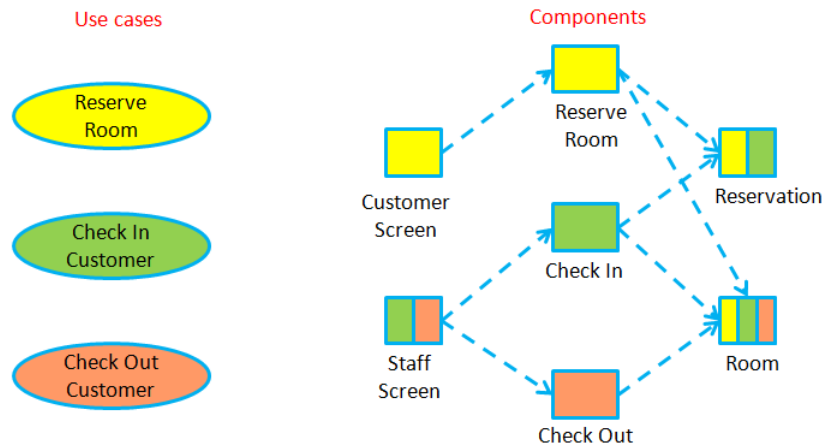 Use cases
Reserve
Room
Check In
Customer
Check Out
Customer
Components
Reserve
Room
Customer
Screen
Reservation
Check In
Staff
Screen
Room
Check Out